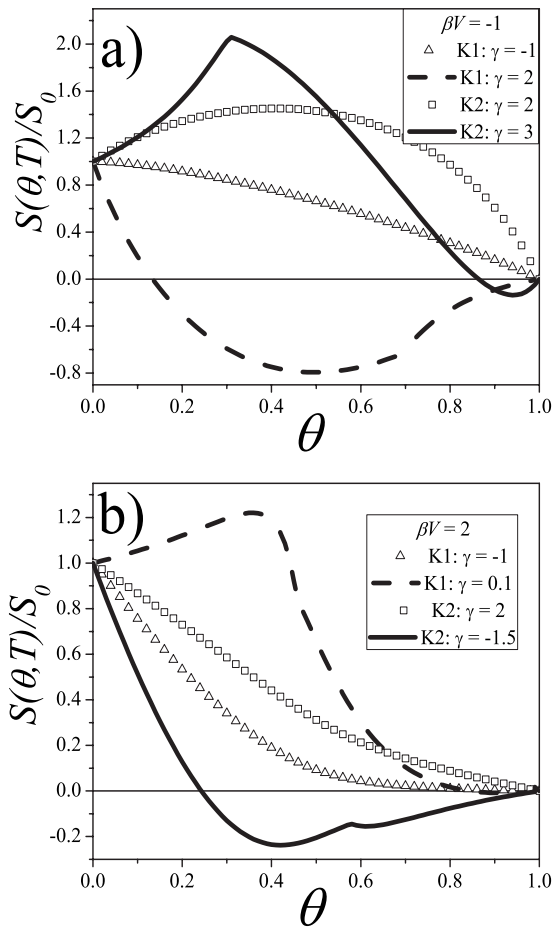 a)
βV = -1
K1: γ = -1
K1: γ = 2
K2: γ = 2
K2: γ = 3
S(θ,T)/S₀
2.0
1.6
1.2
0.8
0.4
0.0
-0.4
-0.8
0.0 0.2 0.4 0.6 0.8 1.0
θ
b)
βV = 2
K1: γ = -1
K1: γ = 0.1
K2: γ = 2
K2: γ = -1.5
S(θ,T)/S₀
1.2
1.0
0.8
0.6
0.4
0.2
0.0
-0.2
0.0 0.2 0.4 0.6 0.8 1.0
θ